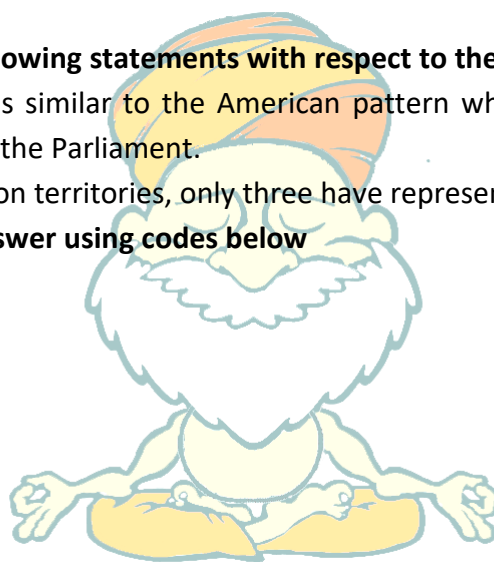 owing statements with respect to the
s similar to the American pattern wh
the Parliament.
on territories, only three have represen
swer using codes below